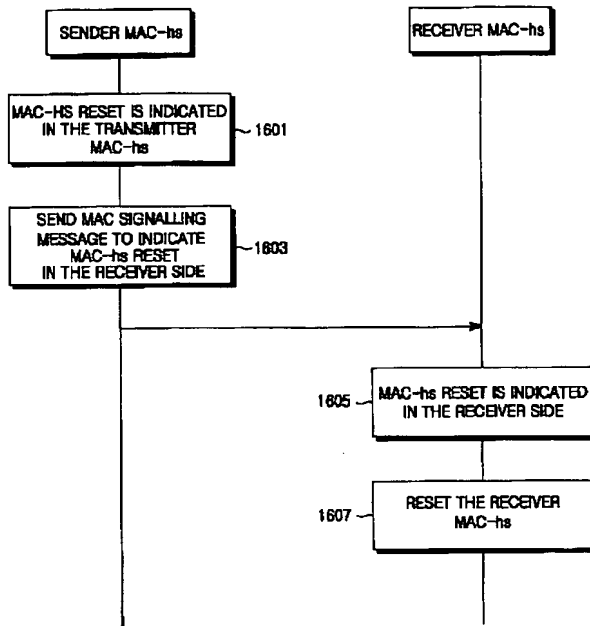 SENDER MAC-hs
RECEIVER MAC-hs
MAC-HS RESET IS INDICATED
IN THE TRANSMITTER
MAC-hs
1601
SEND MAC SIGNALLING
MESSAGE TO INDICATE
MAC-hs RESET
IN THE RECEIVER SIDE
1603
1605
MAC-hs RESET IS INDICATED
IN THE RECEIVER SIDE
1607
RESET THE RECEIVER
MAC-hs